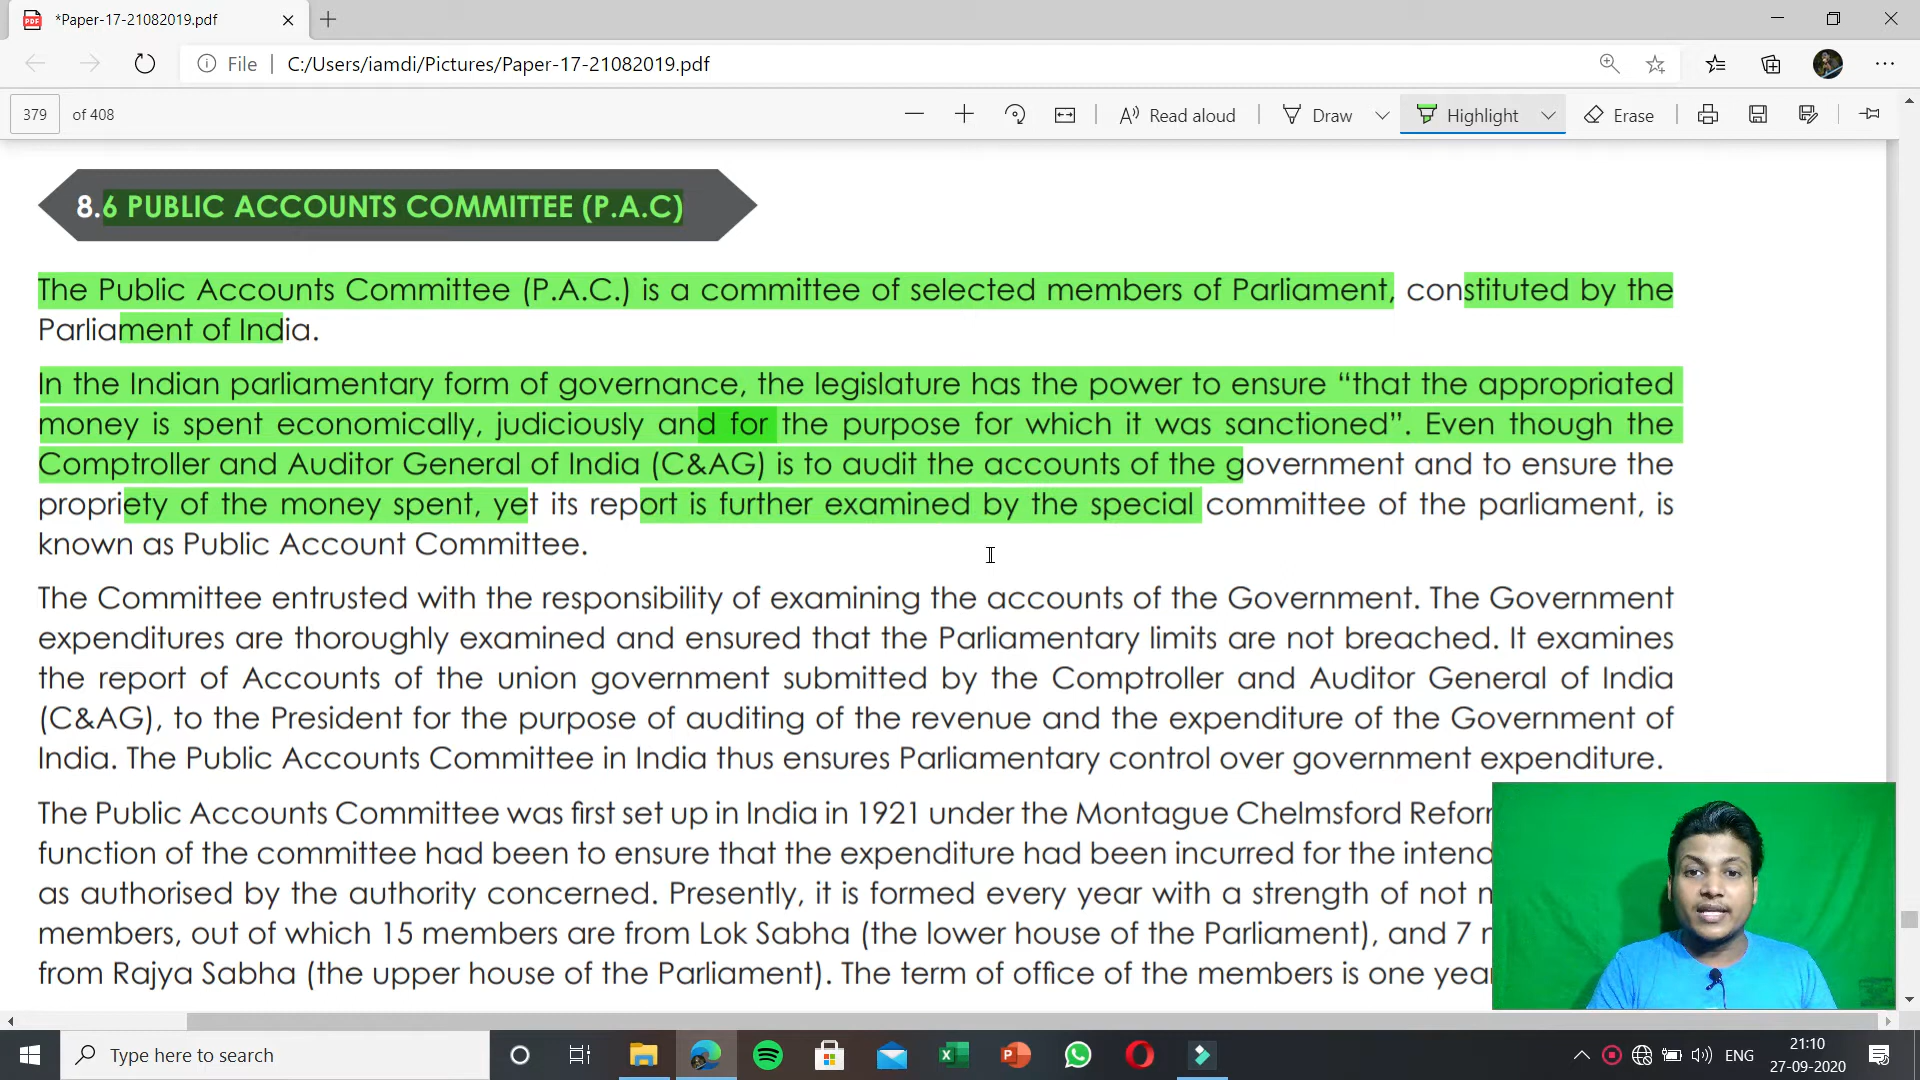 *Paper-17-21082019.pdf
File
C:/Users/iamdi/Pictures/Paper-17-21082019.pdf
379 of 408
Read aloud
Draw
Highlight
Erase
8.6 PUBLIC ACCOUNTS COMMITTEE (P.A.C)
The Public Accounts Committee (P.A.C.) is a committee of selected members of Parliament, constituted by the
Parliament of India.
In the Indian parliamentary form of governance, the legislature has the power to ensure “that the appropriated
money is spent economically, judiciously and for the purpose for which it was sanctioned”. Even though the
Comptroller and Auditor General of India (C&AG) is to audit the accounts of the government and to ensure the
propriety of the money spent, yet its report is further examined by the special committee of the parliament, is
known as Public Account Committee.
The Committee entrusted with the responsibility of examining the accounts of the Government. The Government
expenditures are thoroughly examined and ensured that the Parliamentary limits are not breached. It examines
the report of Accounts of the union government submitted by the Comptroller and Auditor General of India
(C&AG), to the President for the purpose of auditing of the revenue and the expenditure of the Government of
India. The Public Accounts Committee in India thus ensures Parliamentary control over government expenditure.
The Public Accounts Committee was first set up in India in 1921 under the Montague Chelmsford Refor
function of the committee had been to ensure that the expenditure had been incurred for the intend
as authorised by the authority concerned. Presently, it is formed every year with a strength of not
members, out of which 15 members are from Lok Sabha (the lower house of the Parliament), and 7
from Rajya Sabha (the upper house of the Parliament). The term of office of the members is one yea
Type here to search
ENG
21:10
27-09-2020